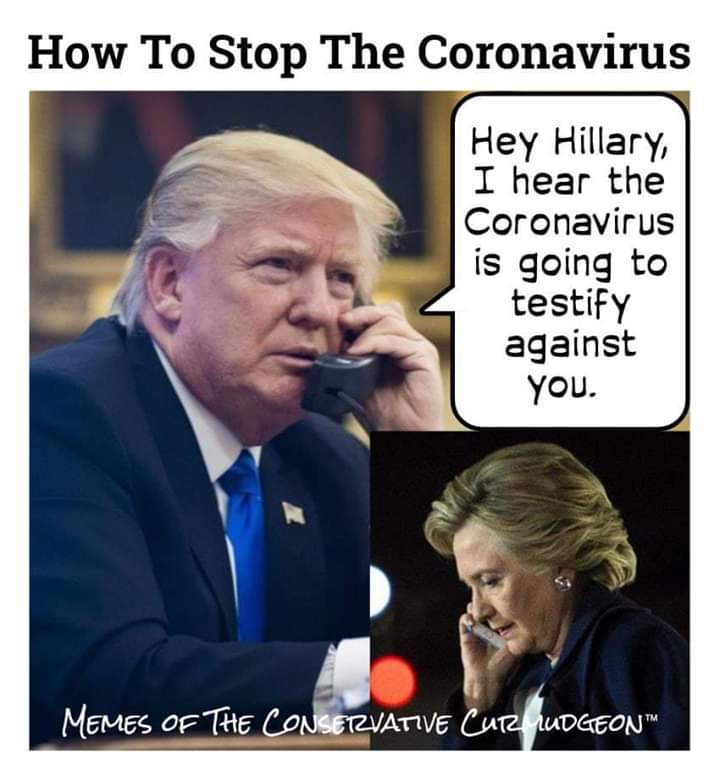 How To Stop The Coronavirus
Hey Hillary,
I hear the
Coronavirus
is going to
testify
against
you.
MEMES OF THE CONSERVATIVE CURMUDGEON™